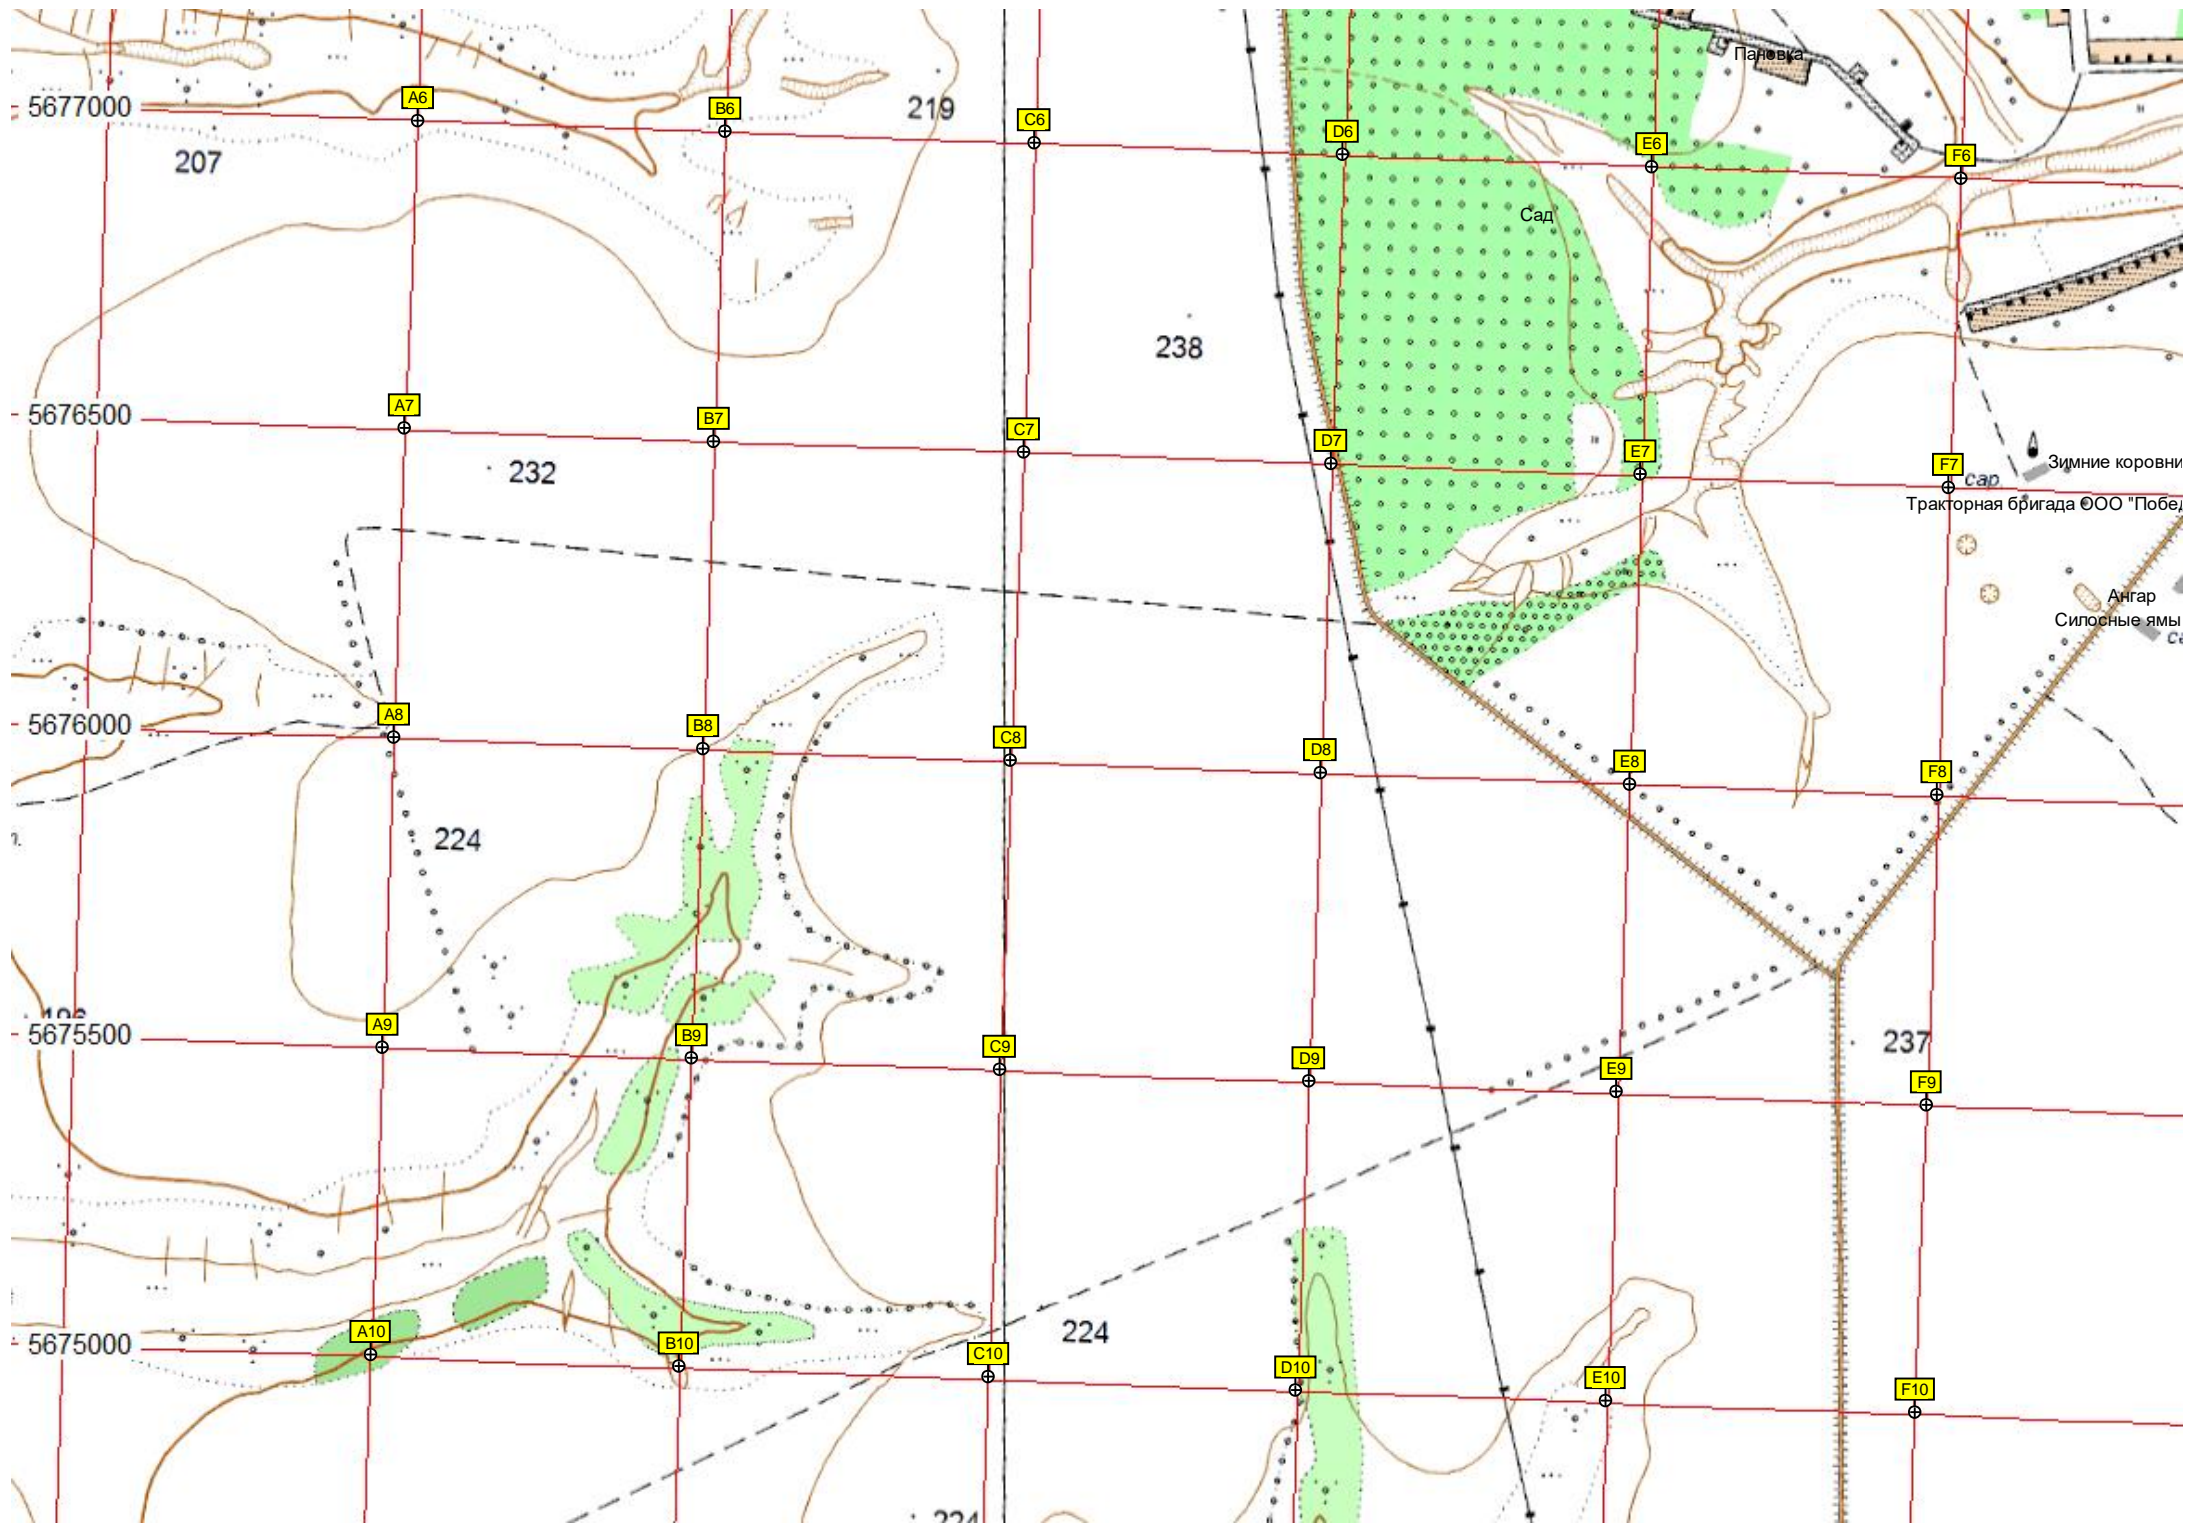 Пановка
5677000
A6
B6
219
C6
D6
E6
F6
207
Сад
238
5676500
A7
B7
C7
D7
E7
F7
232
сар
Зимние коровни
Тракторная бригада ООО "Побед
Ангар
Силосные ямы
5676000
A8
B8
C8
D8
E8
F8
224
5675500
A9
B9
C9
D9
E9
F9
237
5675000
A10
B10
C10
224
D10
E10
F10
224